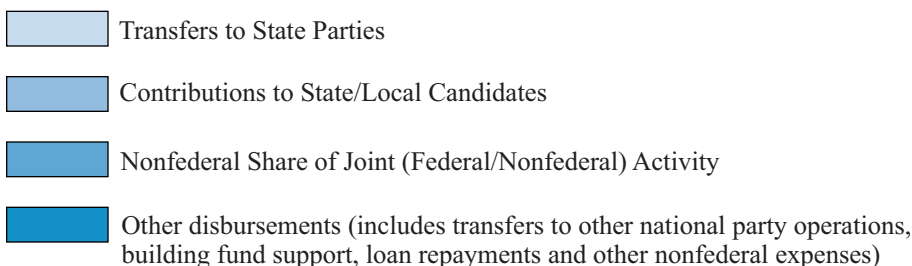 Transfers to State Parties
Contributions to State/Local Candidates
Nonfederal Share of Joint (Federal/Nonfederal) Activity
Other disbursements (includes transfers to other national party operations,
building fund support, loan repayments and other nonfederal expenses)